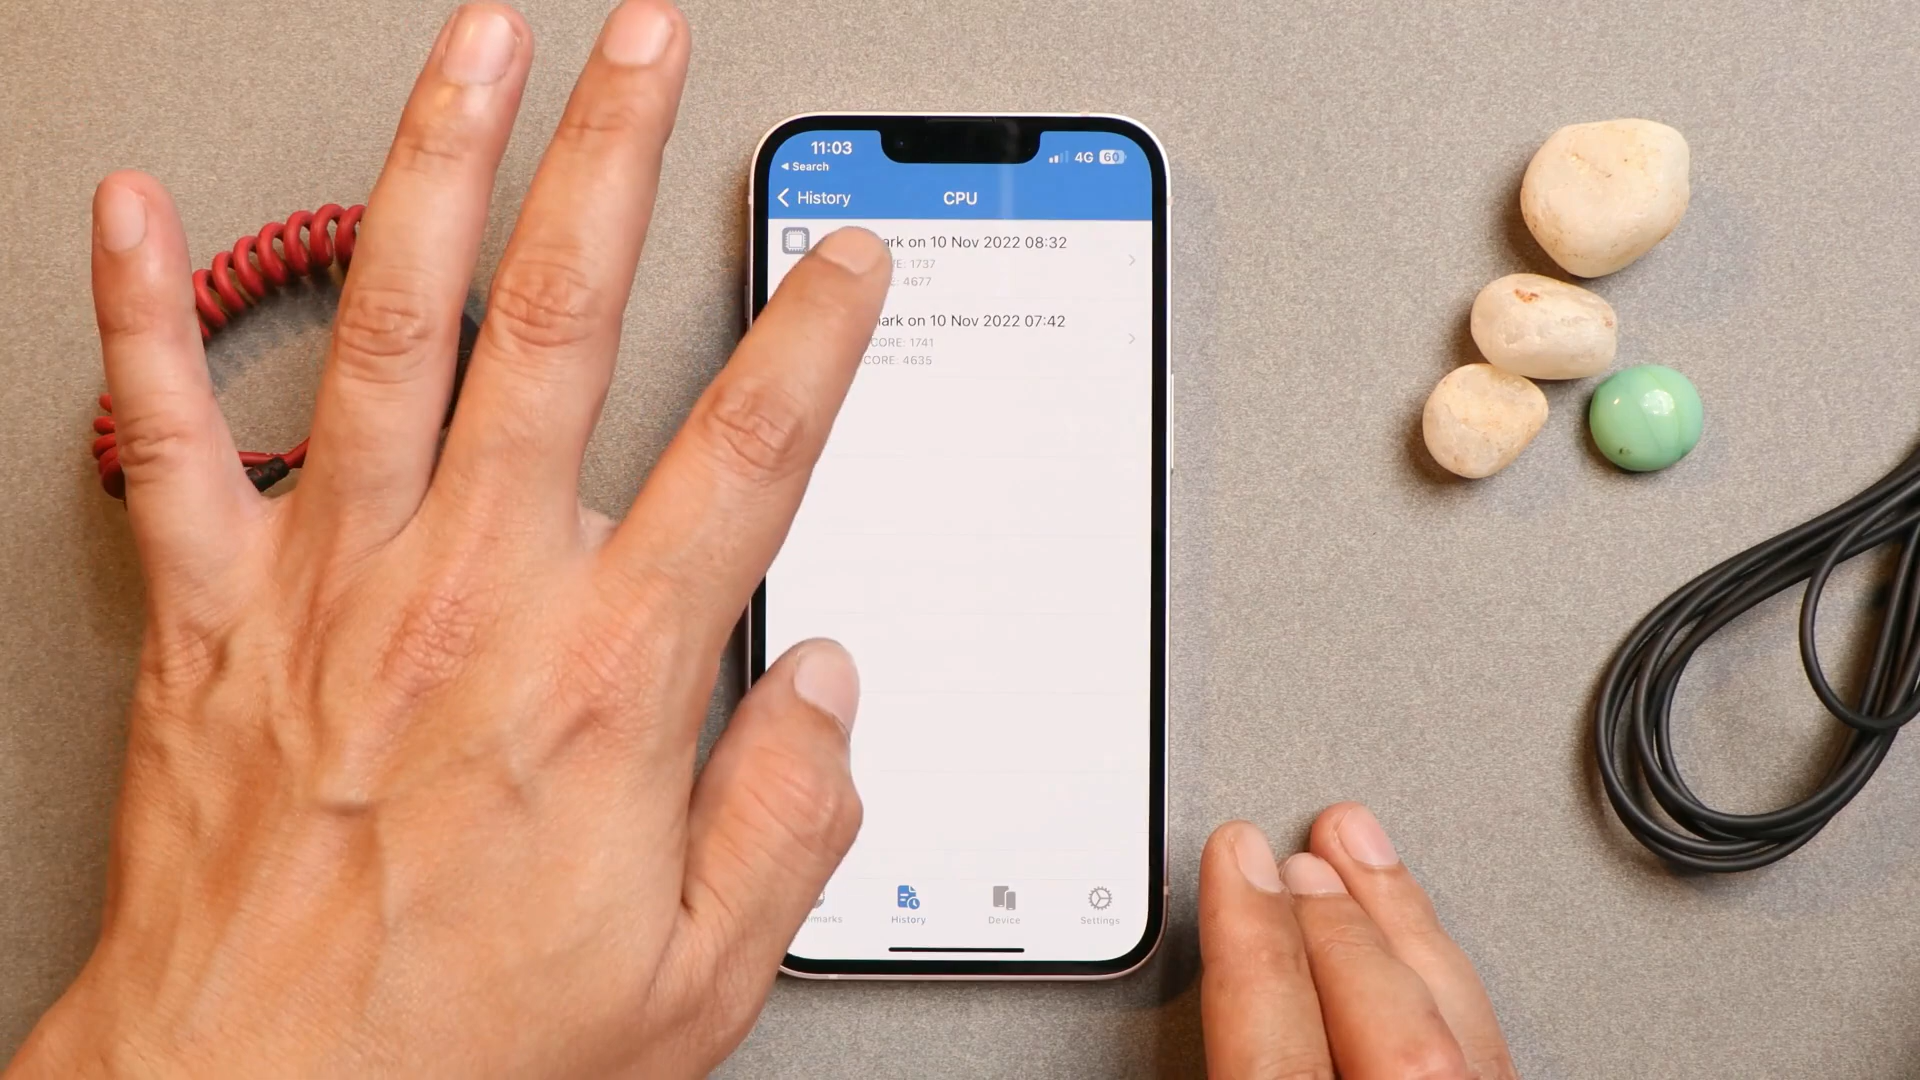 11:03
Search
4G 60
History
CPU
ark on 10 Nov 2022 08:32
E: 1737
: 4677
ark on 10 Nov 2022 07:42
CORE: 1741
CORE: 4635
marks
History
Device
Settings